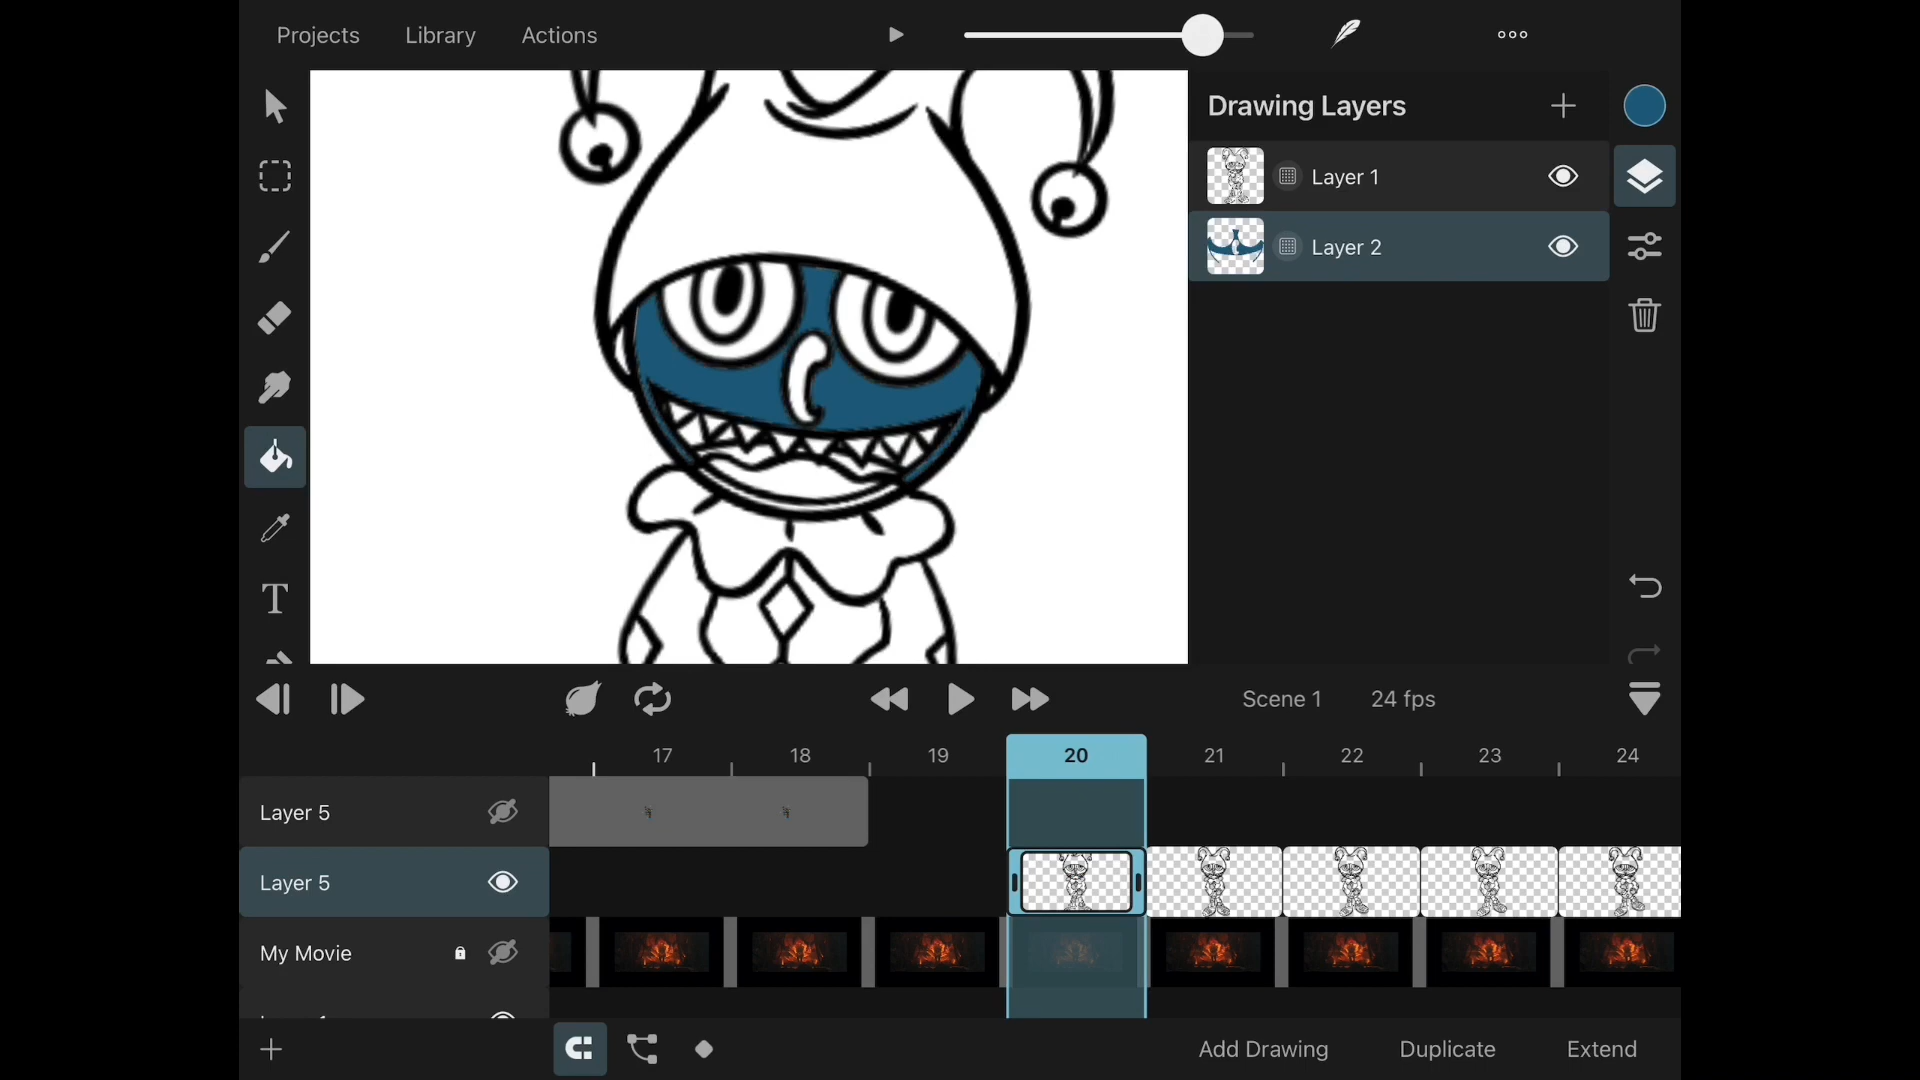 Projects Library Actions
Drawing Layers
Layer 1
Layer 2
T
Scene 1 24 fps
17 18 19 20 21 22 23 24
Layer 5
Layer 5
My Movie
Add Drawing Duplicate Extend